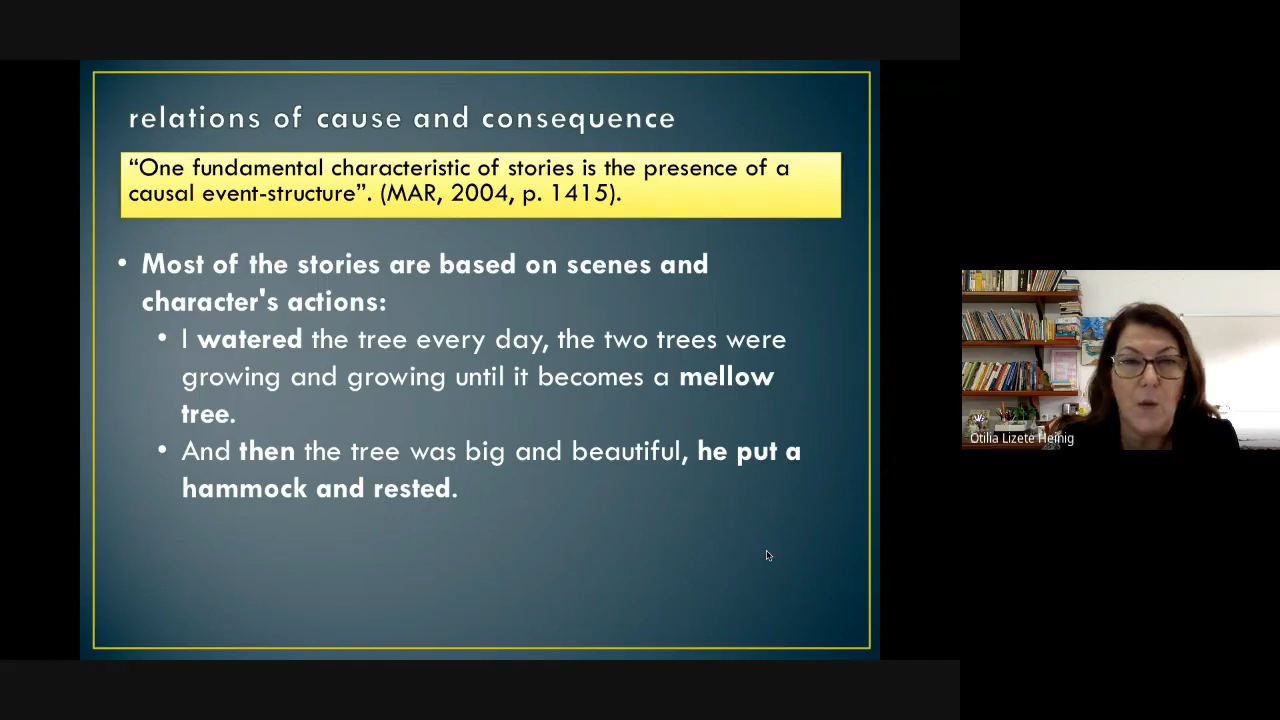 relations of cause and consequence
“One fundamental characteristic of stories is the presence of a
causal event-structure”. (MAR, 2004, p. 1415).
• Most of the stories are based on scenes and
character's actions:
• I watered the tree every day, the two trees were
growing and growing until it becomes a mellow
tree.
• And then the tree was big and beautiful, he put a
hammock and rested.
Otilia Lizete Heinig